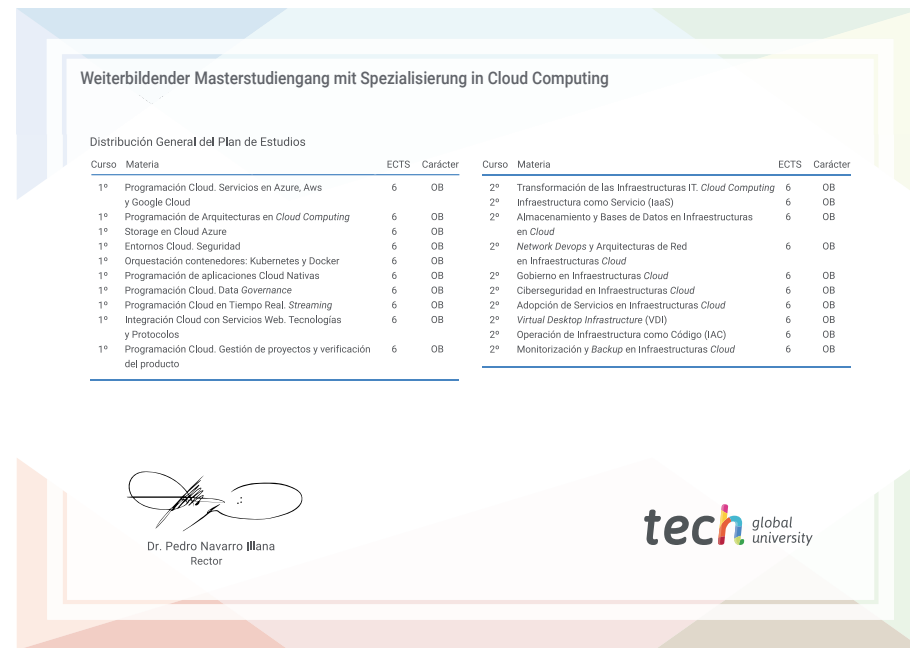 Weiterbildender Masterstudiengang mit Spezialisierung in Cloud Computing
Distribución General del Plan de Estudios
Curso Materia ECTS Carácter
1º Programación Cloud. Servicios en Azure, Aws 6 OB
y Google Cloud
1º Programación de Arquitecturas en Cloud Computing 6 OB
1º Storage en Cloud Azure 6 OB
1º Entornos Cloud. Seguridad 6 OB
1º Orquestación contenedores: Kubernetes y Docker 6 OB
1º Programación de aplicaciones Cloud Nativas 6 OB
1º Programación Cloud. Data Governance 6 OB
1º Programación Cloud en Tiempo Real. Streaming 6 OB
1º Integración Cloud con Servicios Web. Tecnologías 6 OB
y Protocolos
1º Programación Cloud. Gestión de proyectos y verificación 6 OB
del producto
Curso Materia ECTS Carácter
2º Transformación de las Infraestructuras IT. Cloud Computing 6 OB
2º Infraestructura como Servicio (IaaS) 6 OB
2º Almacenamiento y Bases de Datos en Infraestructuras 6 OB
en Cloud
2º Network Devops y Arquitecturas de Red 6 OB
en Infraestructuras Cloud
2º Gobierno en Infraestructuras Cloud 6 OB
2º Ciberseguridad en Infraestructuras Cloud 6 OB
2º Adopción de Servicios en Infraestructuras Cloud 6 OB
2º Virtual Desktop Infrastructure (VDI) 6 OB
2º Operación de Infraestructura como Código (IAC) 6 OB
2º Monitorización y Backup en Infraestructuras Cloud 6 OB
Dr. Pedro Navarro Illana
Rector
tech global
university